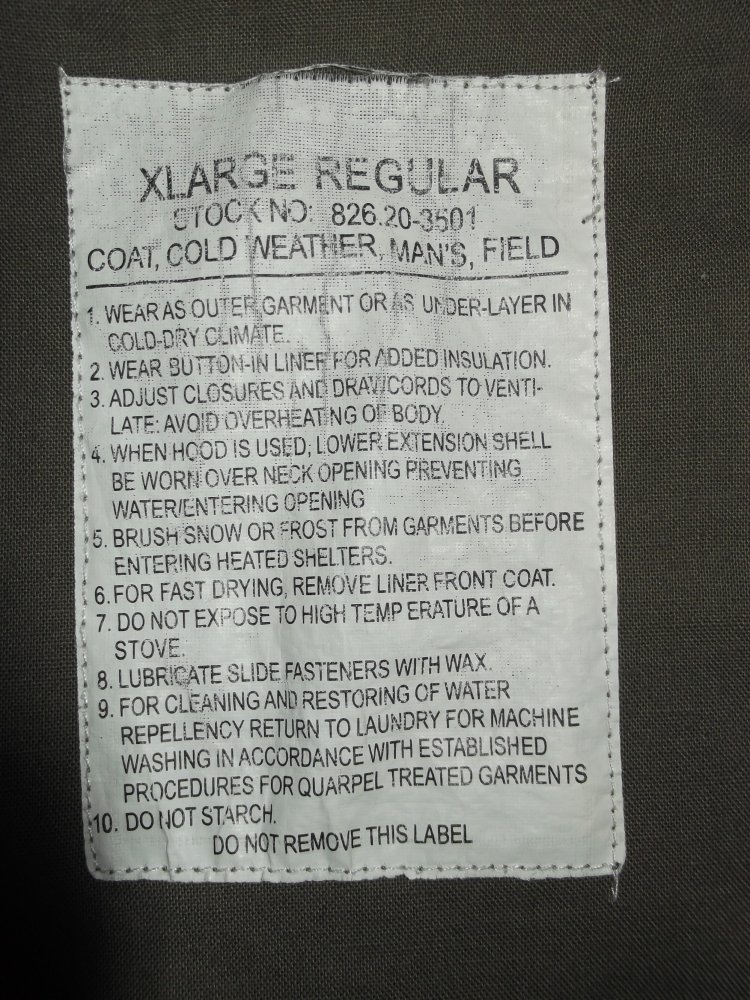 XLARGE REGULAR
STOCK NO: 826.20-3501
COAT, COLD WEATHER, MAN'S, FIELD
1. WEAR AS OUTER GARMENT OR AS UNDER-LAYER IN
COLD-DRY CLIMATE.
2. WEAR BUTTON-IN LINER FOR ADDED INSULATION.
3. ADJUST CLOSURES AND DRAWCORDS TO VENTI-
LATE: AVOID OVERHEATING OF BODY.
4. WHEN HOOD IS USED, LOWER EXTENSION SHELL
BE WORN OVER NECK OPENING PREVENTING
WATER/ENTERING OPENING
5. BRUSH SNOW OR FROST FROM GARMENTS BEFORE
ENTERING HEATED SHELTERS.
6. FOR FAST DRYING, REMOVE LINER FRONT COAT.
7. DO NOT EXPOSE TO HIGH TEMP ERATURE OF A
STOVE.
8. LUBRICATE SLIDE FASTENERS WITH WAX.
9. FOR CLEANING AND RESTORING OF WATER
REPELLENCY RETURN TO LAUNDRY FOR MACHINE
WASHING IN ACCORDANCE WITH ESTABLISHED
PROCEDURES FOR QUARPEL TREATED GARMENTS
10. DO NOT STARCH.
DO NOT REMOVE THIS LABEL